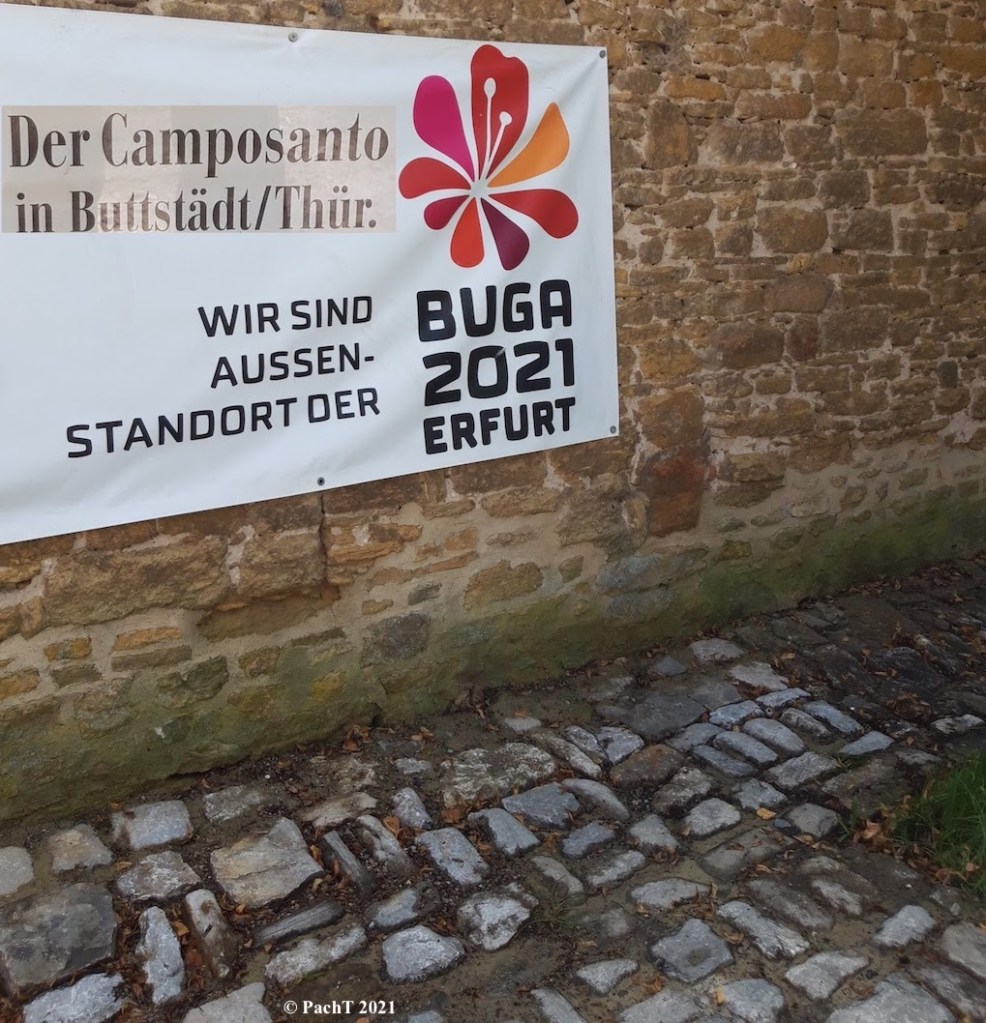 Der Camposanto
in Buttstädt/Thür.
WIR SIND
AUSSEN-
STANDORT DER
BUGA
2021
ERFURT
© PachT 2021